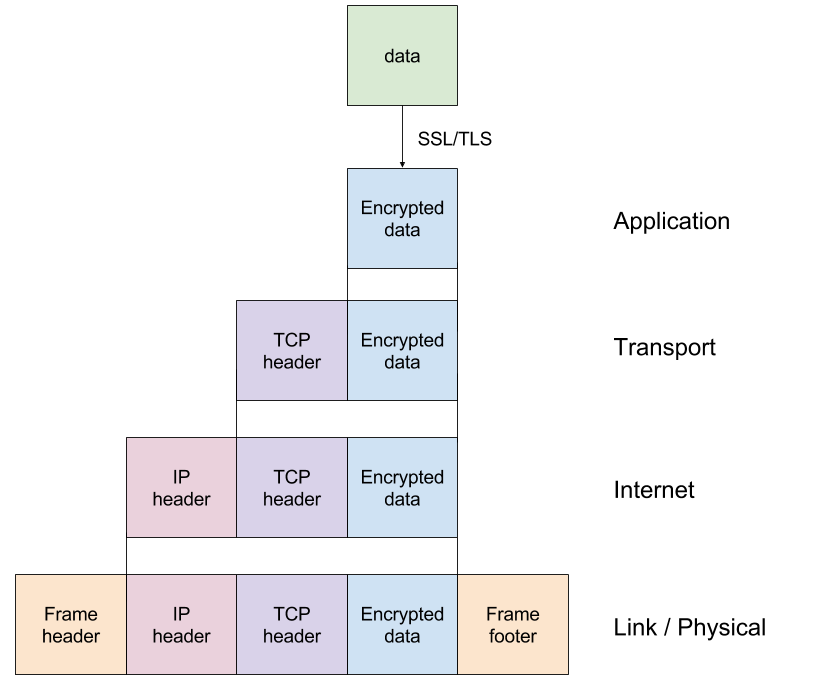 data
SSL/TLS
Encrypted
data
Application
TCP
header
Encrypted
data
Transport
IP
header
TCP
header
Encrypted
data
Internet
Frame
header
IP
header
TCP
header
Encrypted
data
Frame
footer
Link / Physical